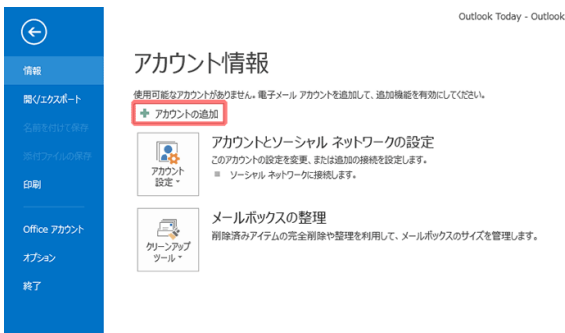 Outlook Today - Outlook
情報
開く/エクスポート
名前を付けて保存
添付ファイルの保存
印刷
Office アカウント
オプション
終了
アカウント情報
使用可能なアカウントがありません。電子メール アカウントを追加して、追加機能を有効にしてください。
アカウントの追加
アカウント
設定
アカウントとソーシャル ネットワークの設定
このアカウントの設定を変更、または追加の接続を設定します。
ソーシャル ネットワークに接続します。
クリーンアップ
ツール
メールボックスの整理
削除済みアイテムの完全削除や整理を利用して、メールボックスのサイズを管理します。